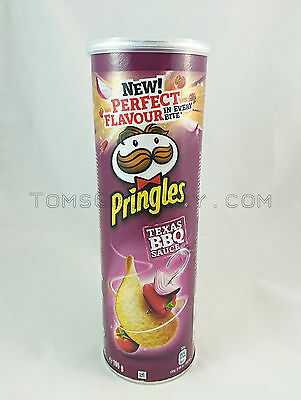 NEW!
PERFECT
FLAVOUR IN EVERY
BITE*
Pringles
TEXAS
BBQ
SAUCE